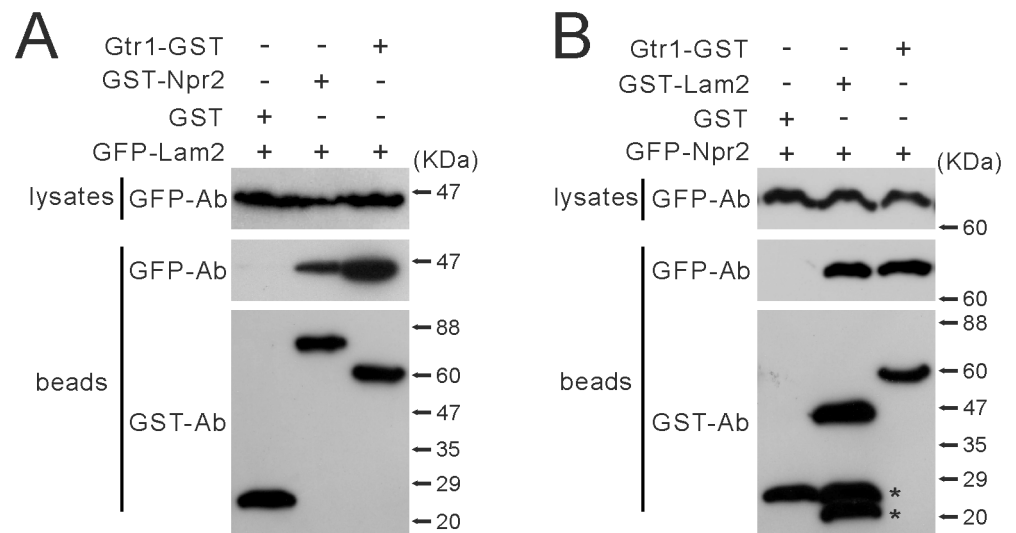 A
Gtr1-GST - - +
GST-Npr2 - + -
GST + - -
GFP-Lam2 + + + (KDa)
lysates GFP-Ab 47
GFP-Ab 47
beads
88
60
47
GST-Ab
35
29
20
B
Gtr1-GST - - +
GST-Lam2 - + -
GST + - -
GFP-Npr2 + + + (KDa)
lysates GFP-Ab
60
GFP-Ab
60
beads
88
60
47
GST-Ab
35
29
*
*
20